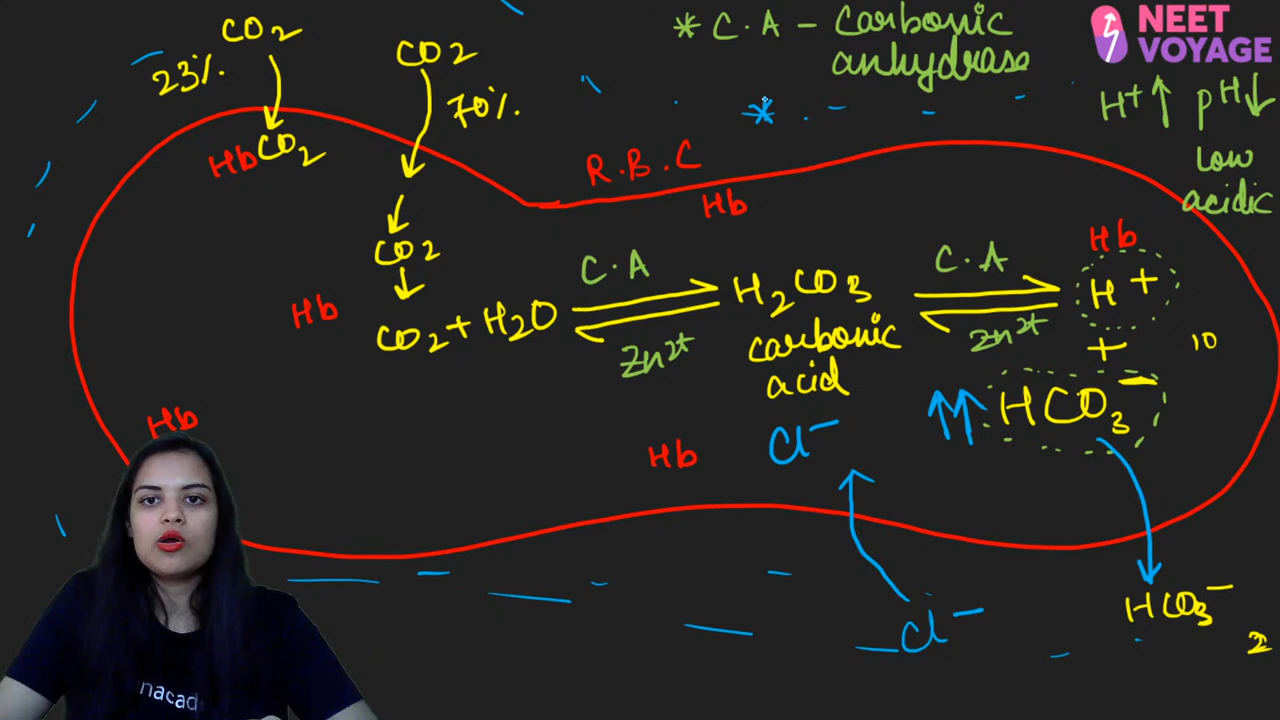 CO2
23%
HbCO2
CO2
70%
* C.A – Carbonic
anhydrase
NEET
VOYAGE
H+ ↑ pH↓
Low
acidic
*
R.B.C
Hb
CO2
Hb
CO2 + H2O
C.A
Zn2+
H2CO3
carbonic
acid
C.A
Zn2+
Hb
H+
+
10
↑↑ HCO3–
Hb
Hb
Cl–
Cl–
HCO3–
2
nacad